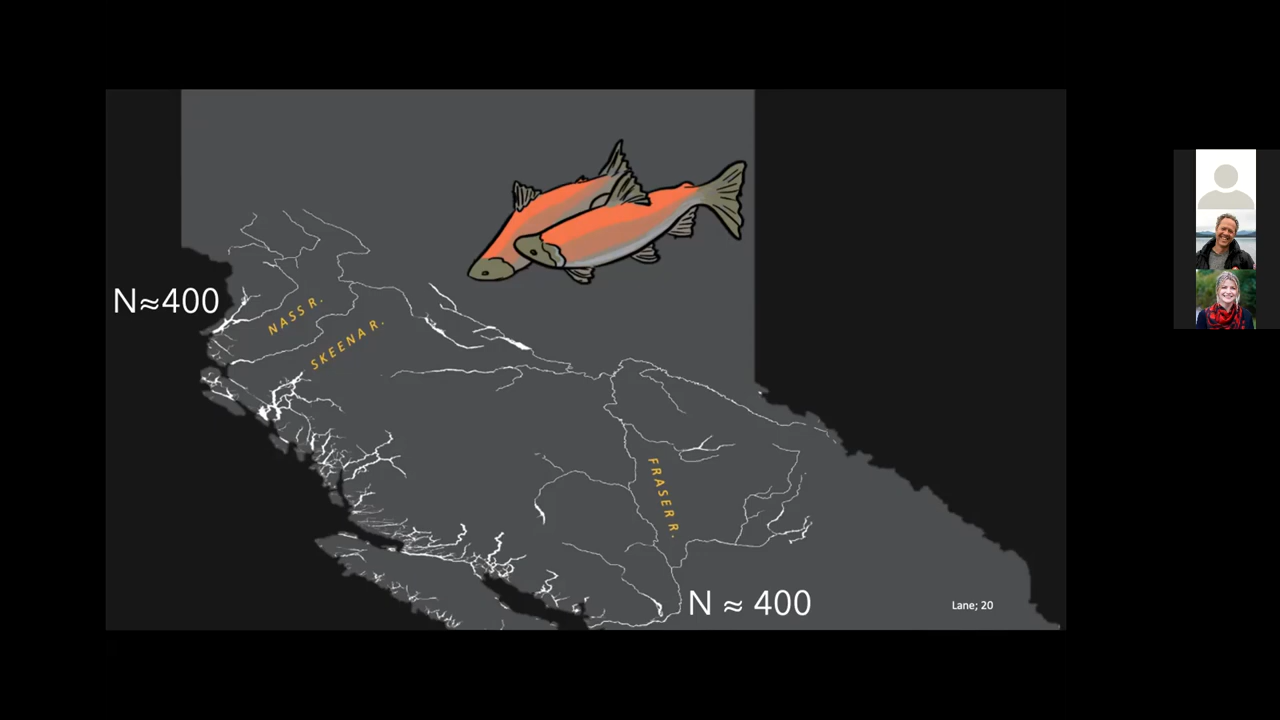 N≈400
NASS R.
SKEENA R.
FRASER R.
N ≈ 400
Lane; 20